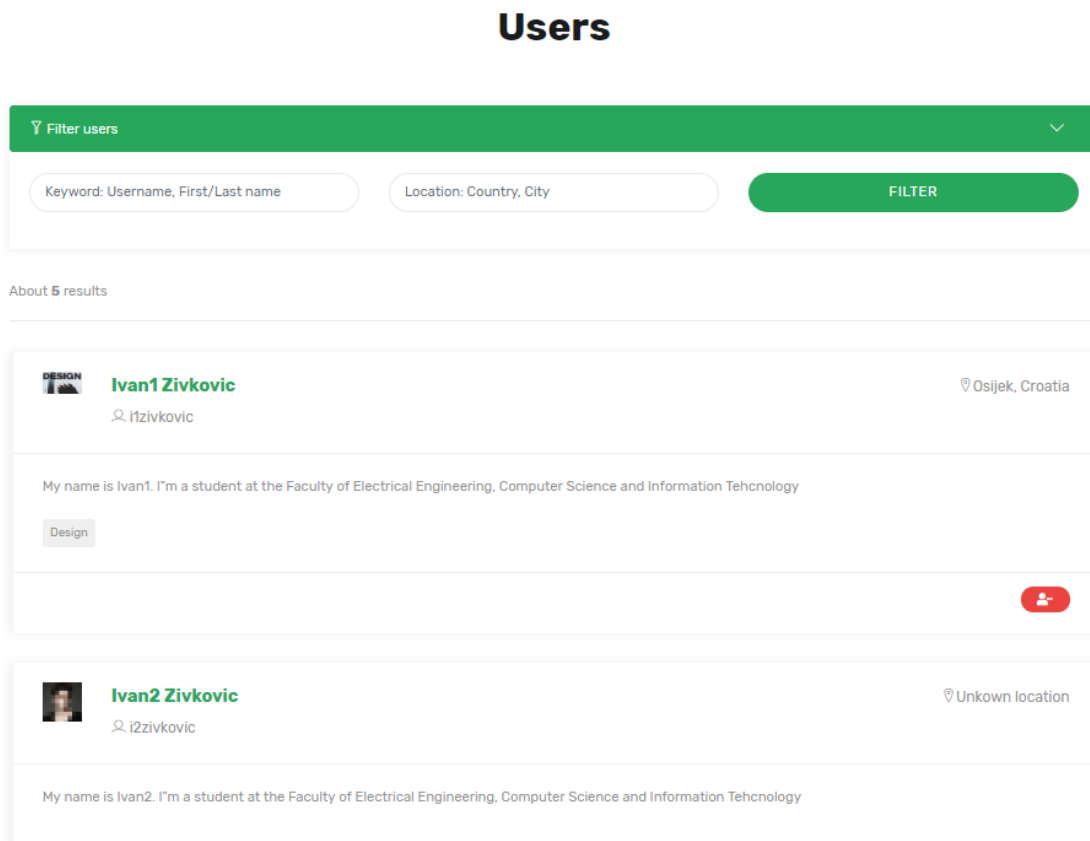 Users
Filter users
Keyword: Username, First/Last name
Location: Country, City
FILTER
About 5 results
DESIGN
Ivan1 Zivkovic
Osijek, Croatia
i1zivkovic
My name is Ivan1. I"m a student at the Faculty of Electrical Engineering, Computer Science and Information Tehcnology
Design
Ivan2 Zivkovic
Unkown location
i2zivkovic
My name is Ivan2. I"m a student at the Faculty of Electrical Engineering, Computer Science and Information Tehcnology